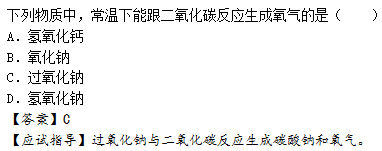 下列物质中，常温下能跟二氧化碳反应生成氧气的是（　　）
A．氢氧化钙
B．氧化钠
C．过氧化钠
D．氢氧化钠
【答案】C
【应试指导】过氧化钠与二氧化碳反应生成碳酸钠和氧气。